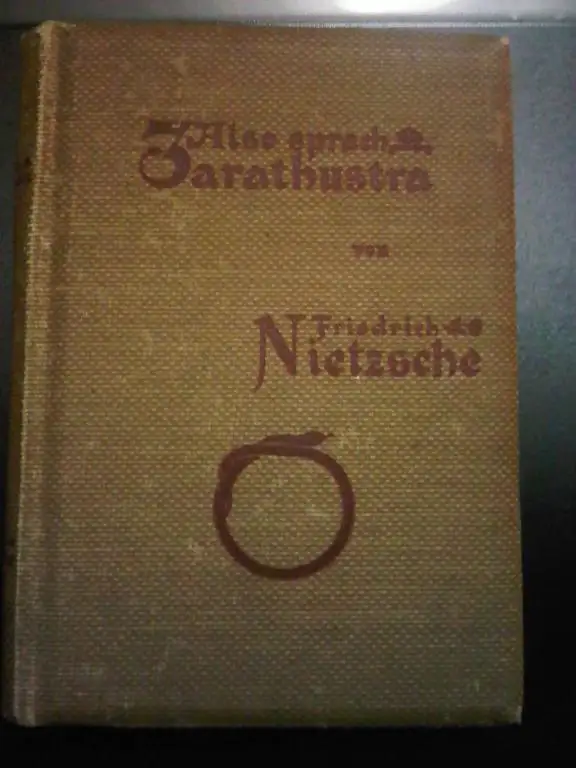 Also sprach
Zarathustra
von
Friedrich
Nietzsche